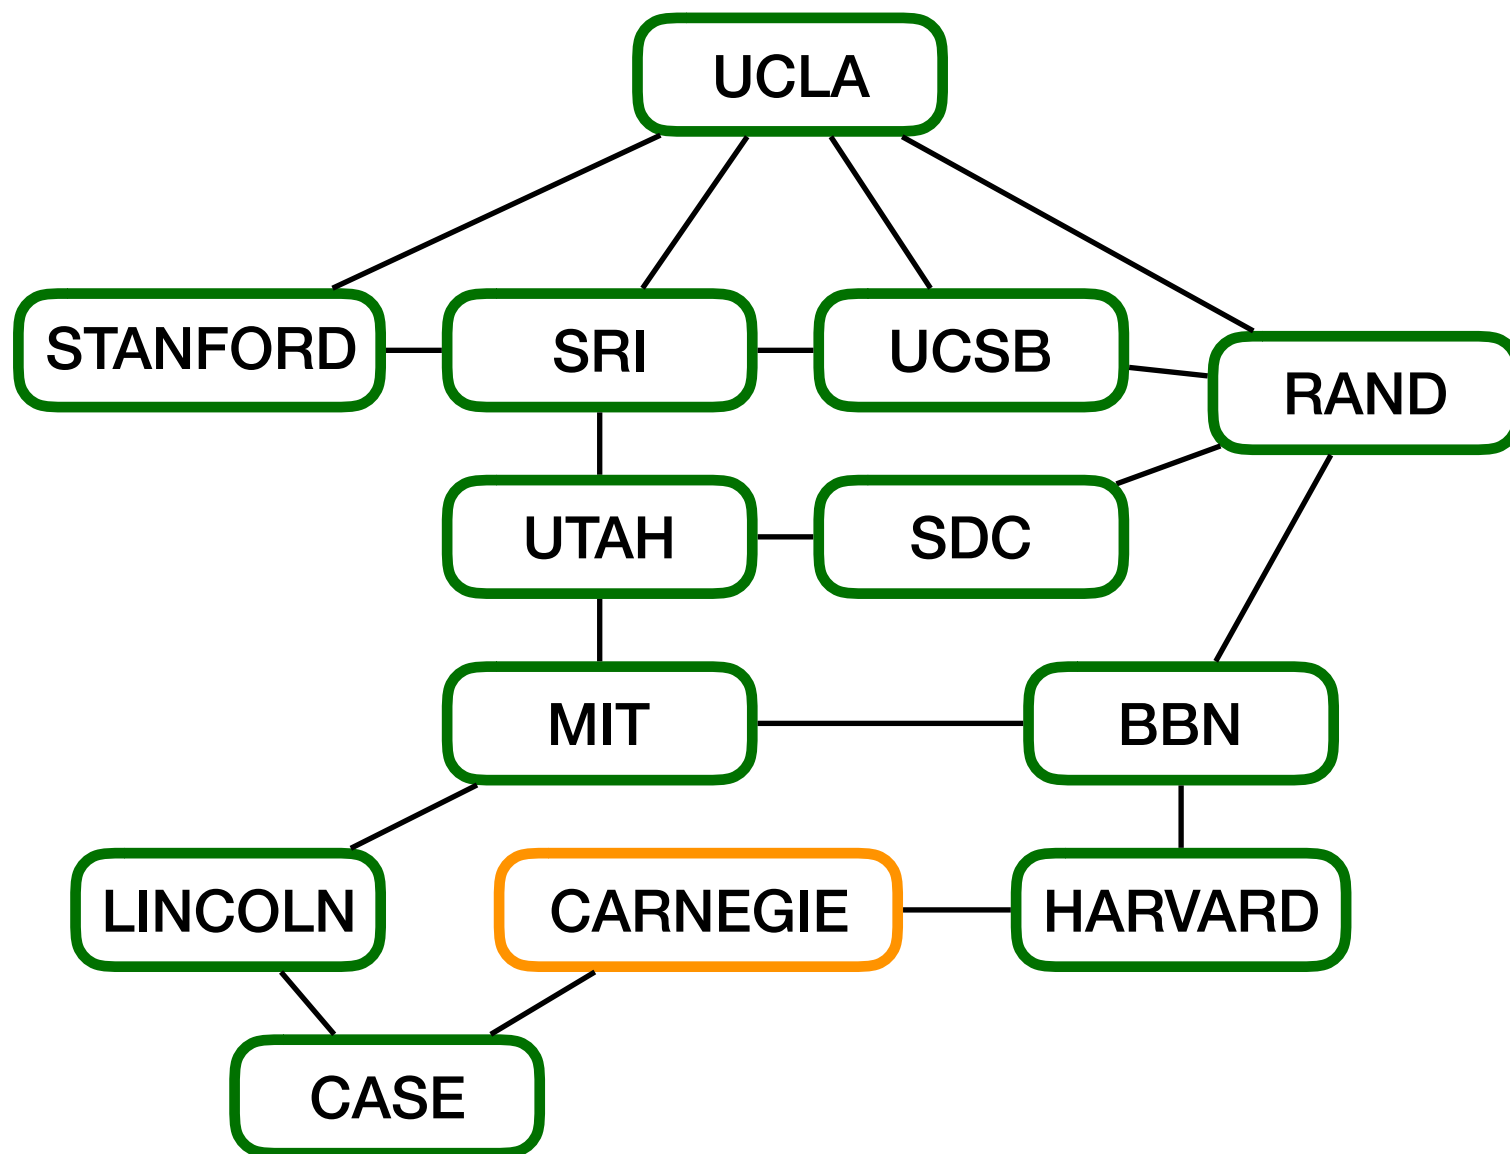 UCLA
STANFORD
SRI
UCSB
RAND
UTAH
SDC
MIT
BBN
LINCOLN
CARNEGIE
HARVARD
CASE